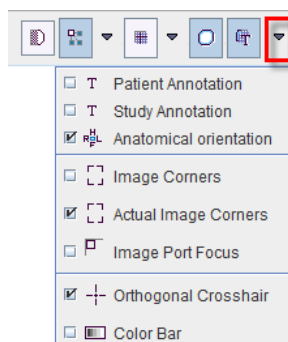 T Patient Annotation
T Study Annotation
H R L F Anatomical orientation
Image Corners
Actual Image Corners
Image Port Focus
Orthogonal Crosshair
Color Bar